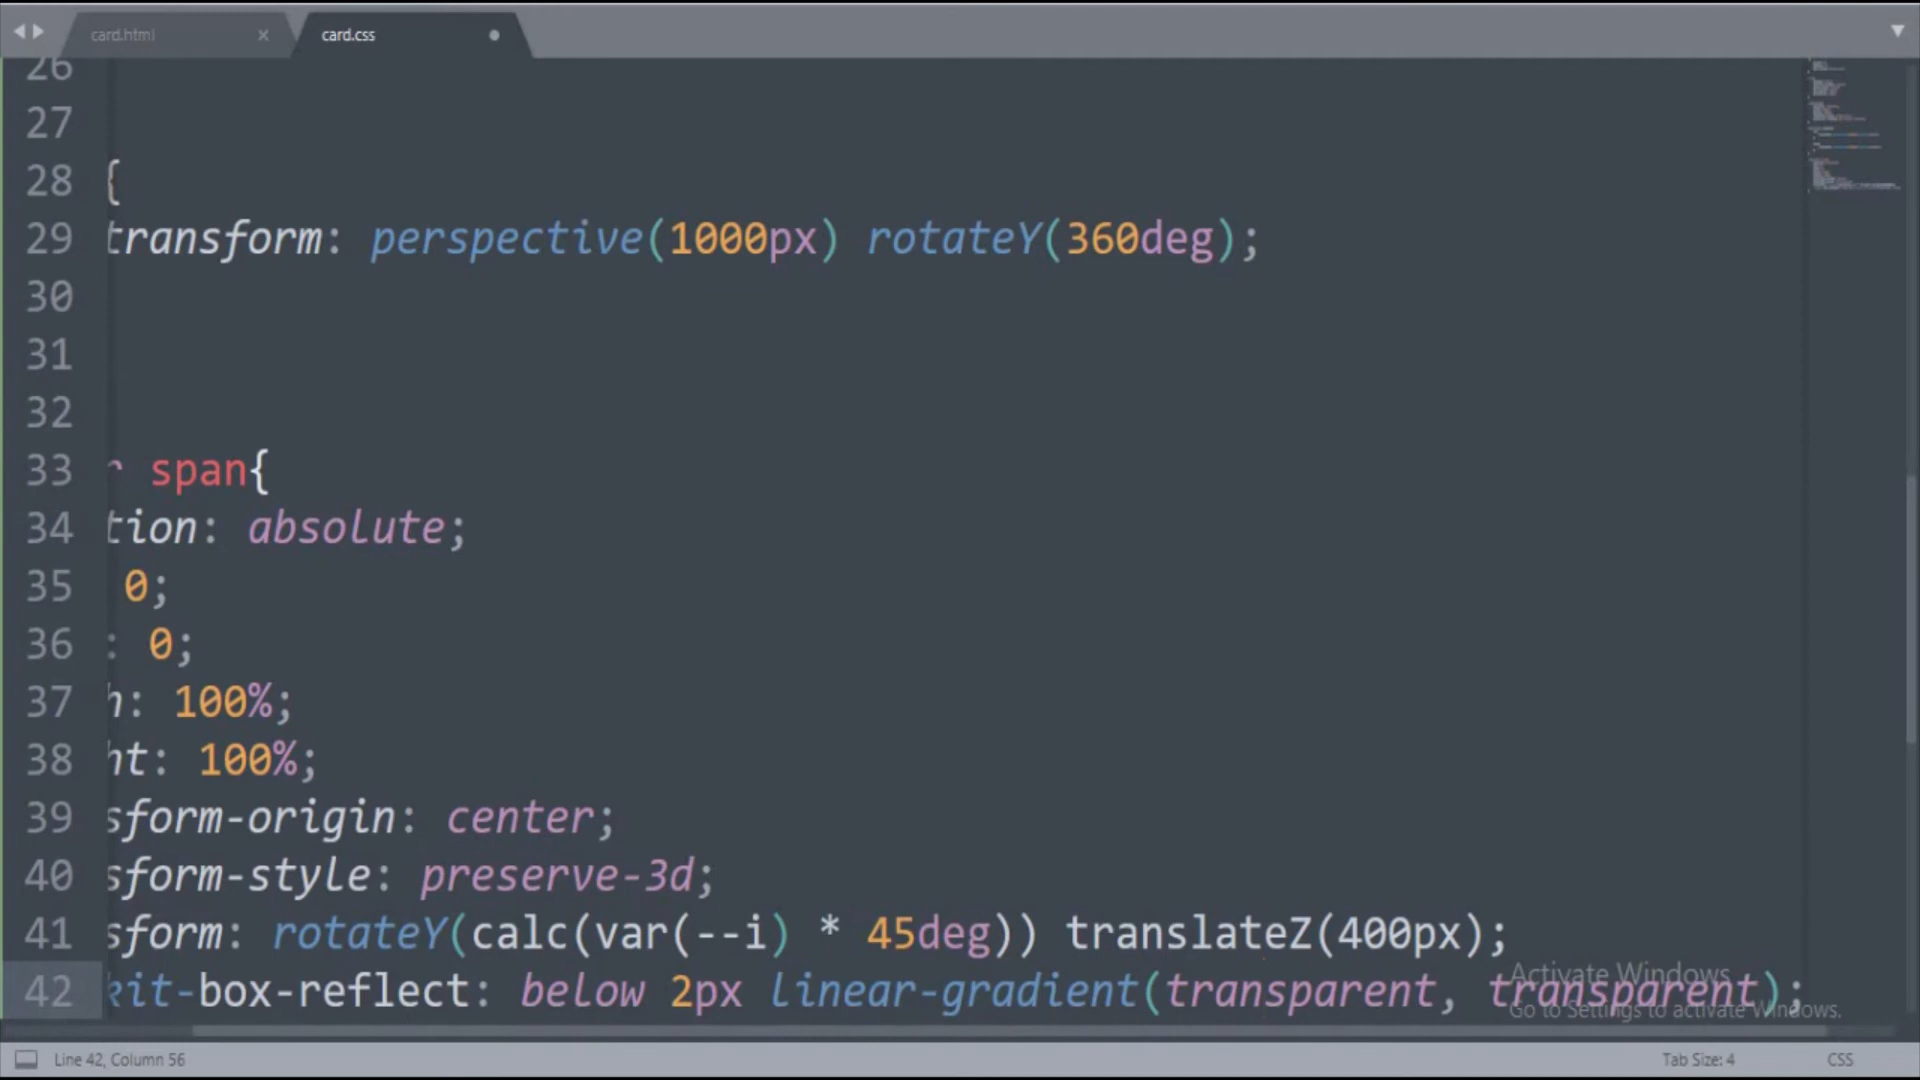 card.html
card.css
26
27
28 {
29 transform: perspective(1000px) rotateY(360deg);
30
31
32
33 r span{
34 tion: absolute;
35 0;
36 : 0;
37 h: 100%;
38 ht: 100%;
39 sform-origin: center;
40 sform-style: preserve-3d;
41 sform: rotateY(calc(var(--i) * 45deg)) translateZ(400px);
42 kit-box-reflect: below 2px linear-gradient(transparent, transparent);
Activate Windows
Go to Settings to activate Windows.
Line 42, Column 56
Tab Size: 4
CSS